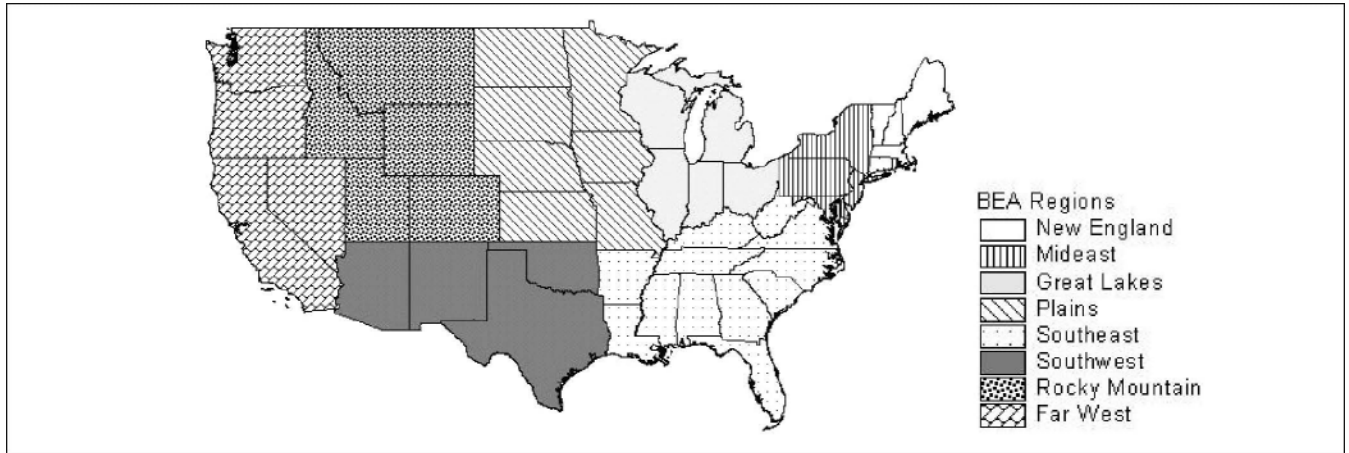 BEA Regions
New England
Mideast
Great Lakes
Plains
Southeast
Southwest
Rocky Mountain
Far West